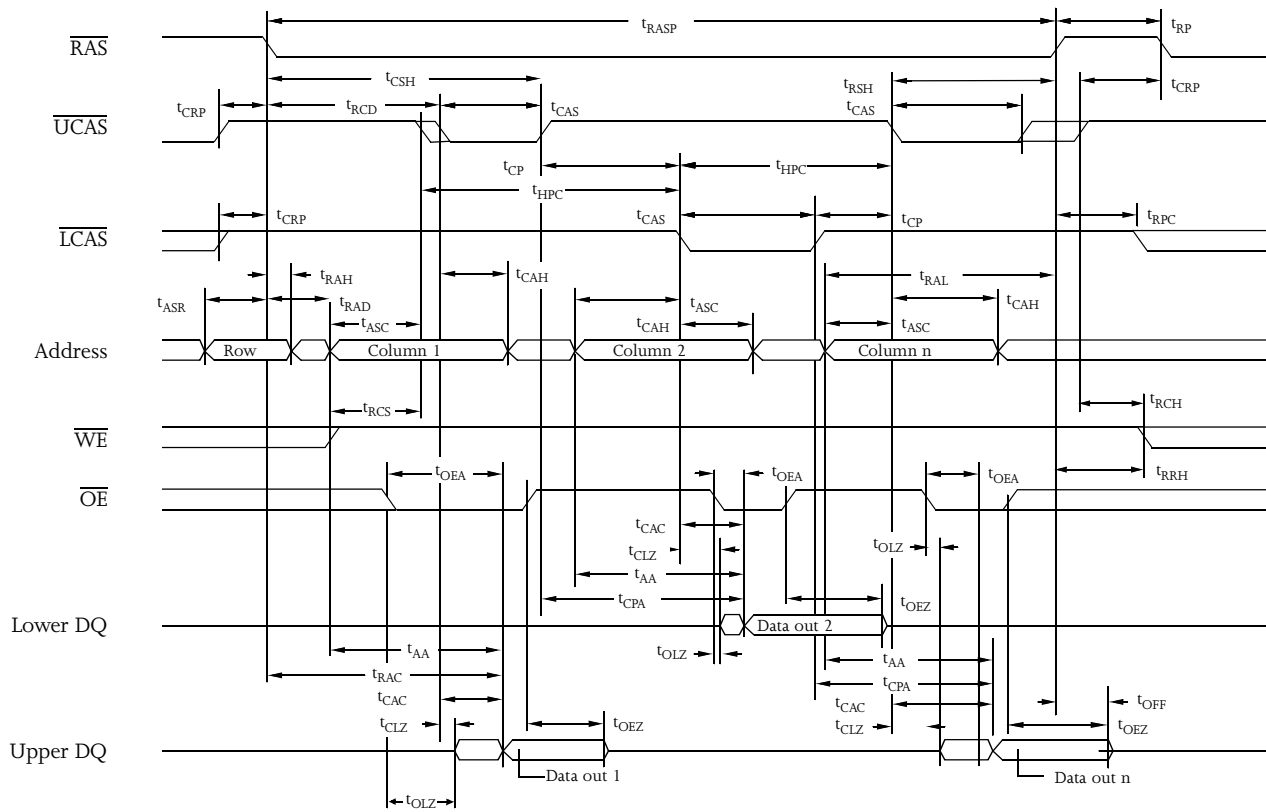 tRASP
tRP
RAS
tCSH
tRSH
tCRP
tRCD
tCAS
tCAS
tCRP
UCAS
tCP
tHPC
tHPC
tCRP
tCAS
tCP
tRPC
LCAS
tRAH
tCAH
tRAL
tASR
tRAD
tASC
tCAH
tASC
tCAH
tASC
Address
Row
Column 1
Column 2
Column n
tRCS
tRCH
WE
tOEA
tOEA
tOEA
tRRH
OE
tCAC
tCLZ
tOLZ
tAA
tCPA
tOEZ
Lower DQ
Data out 2
tAA
tOLZ
tAA
tRAC
tCPA
tCAC
tCAC
tOFF
tCLZ
tOEZ
tCLZ
tOEZ
Upper DQ
Data out 1
Data out n
tOLZ